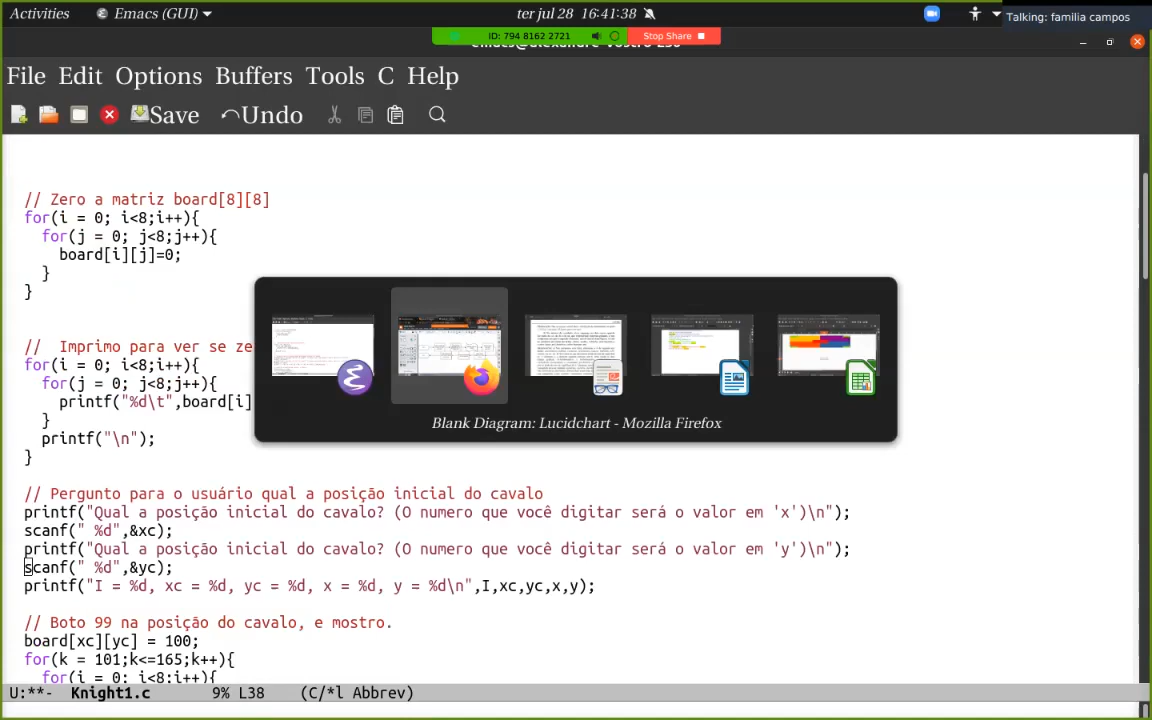 Activities Emacs (GUI) ter jul 28 16:41:38 Talking: familia campos
ID: 794 8162 2721 Stop Share
File Edit Options Buffers Tools C Help
Save Undo
// Zero a matriz board[8][8]
for(i = 0; i<8;i++){
for(j = 0; j<8;j++){
board[i][j]=0;
}
}
// Imprimo para ver se ze
for(i = 0; i<8;i++){
for(j = 0; j<8;j++){
printf("%d\t",board[i]
}
printf("\n");
}
Blank Diagram: Lucidchart - Mozilla Firefox
// Pergunto para o usuário qual a posição inicial do cavalo
printf("Qual a posição inicial do cavalo? (O numero que você digitar será o valor em 'x')\n");
scanf(" %d",&xc);
printf("Qual a posição inicial do cavalo? (O numero que você digitar será o valor em 'y')\n");
scanf(" %d",&yc);
printf("I = %d, xc = %d, yc = %d, x = %d, y = %d\n",I,xc,yc,x,y);
// Boto 99 na posição do cavalo, e mostro.
board[xc][yc] = 100;
for(k = 101;k<=165;k++){
for(i = 0; i<8;i++){
U:**- Knight1.c 9% L38 (C/*l Abbrev)